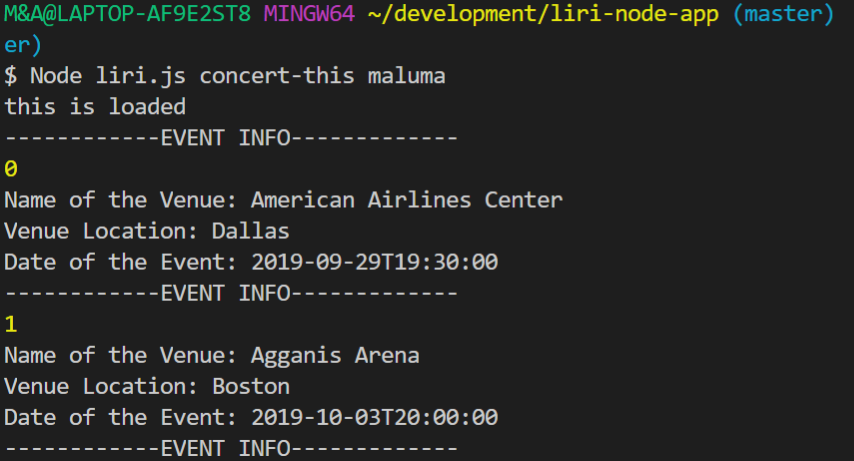 M&A@LAPTOP-AF9E2ST8 MINGW64 ~/development/liri-node-app (master)
er)
$ Node liri.js concert-this maluma
this is loaded
------------EVENT INFO-------------
0
Name of the Venue: American Airlines Center
Venue Location: Dallas
Date of the Event: 2019-09-29T19:30:00
------------EVENT INFO-------------
1
Name of the Venue: Agganis Arena
Venue Location: Boston
Date of the Event: 2019-10-03T20:00:00
------------EVENT INFO-------------